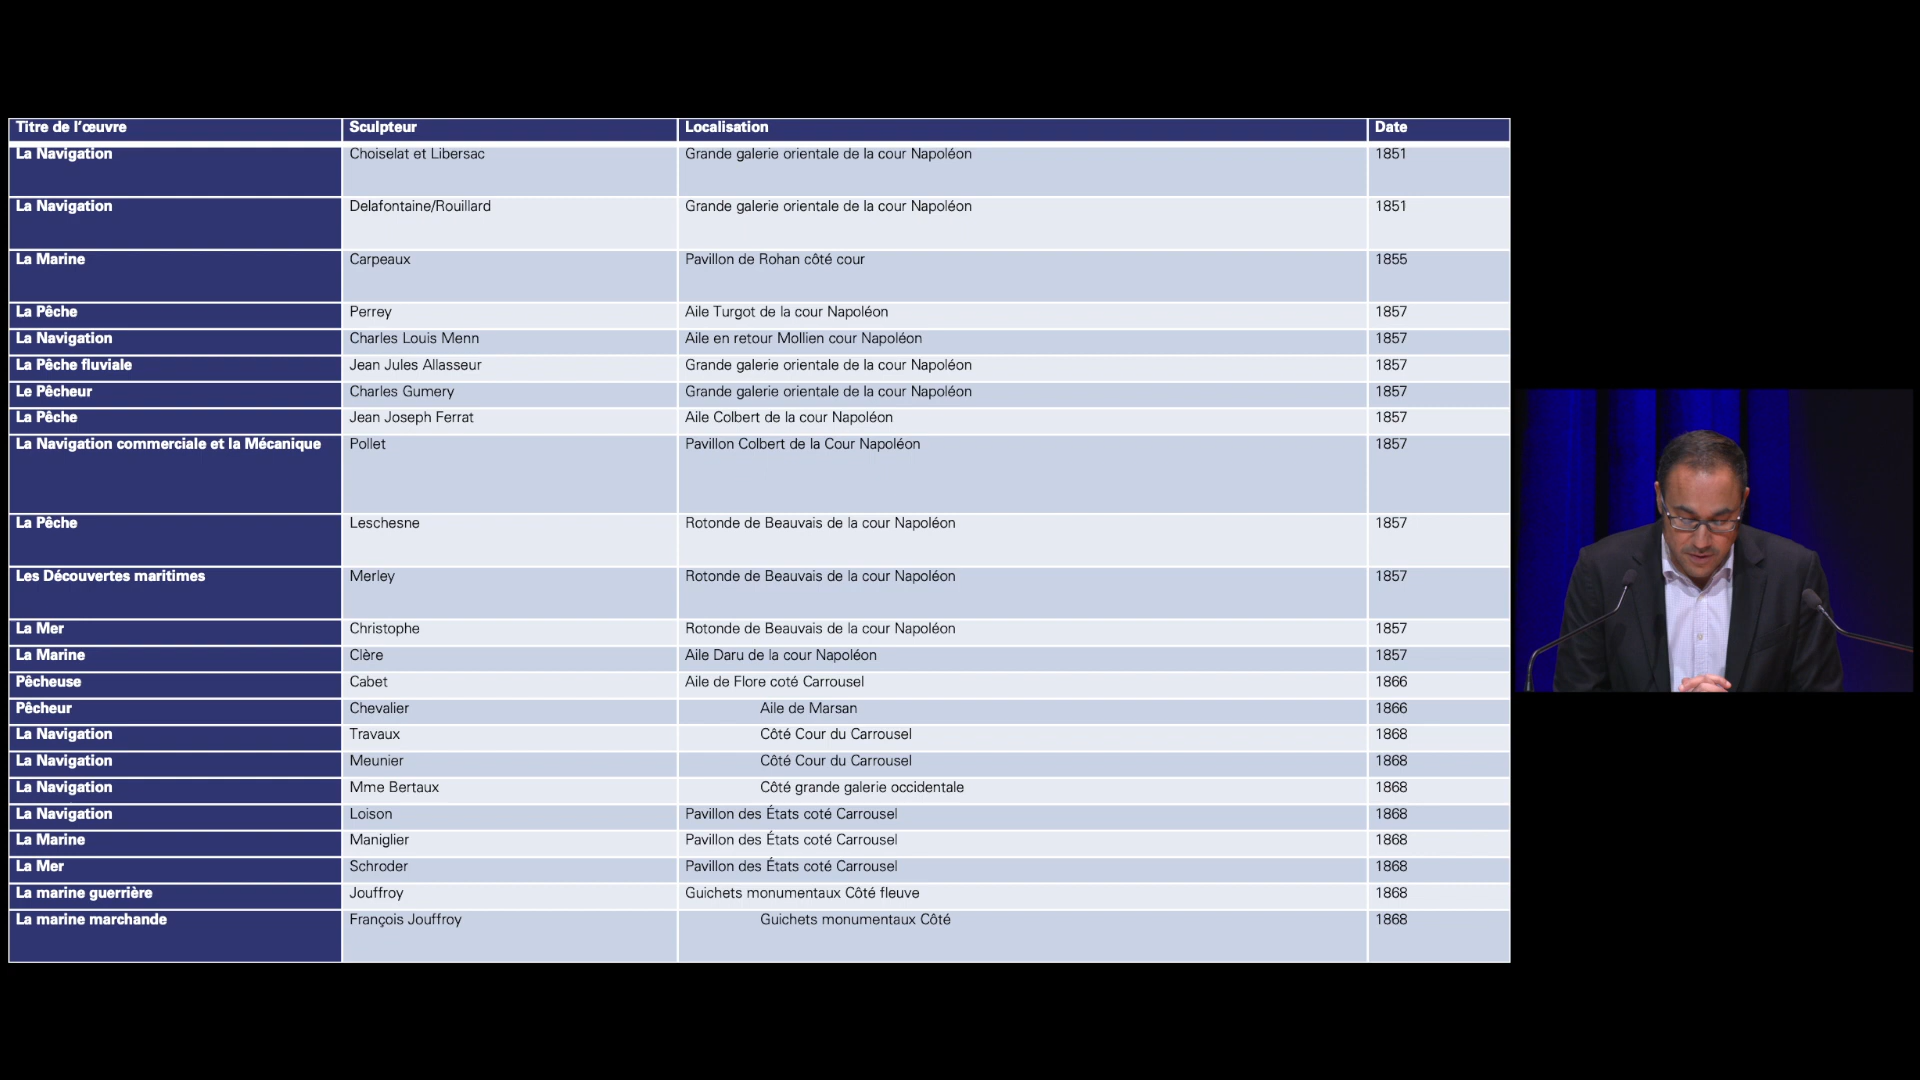 Titre de l'œuvre Sculpteur Localisation Date
La Navigation Choiselat et Libersac Grande galerie orientale de la cour Napoléon 1851
La Navigation Delafontaine/Rouillard Grande galerie orientale de la cour Napoléon 1851
La Marine Carpeaux Pavillon de Rohan côté cour 1855
La Pêche Perrey Aile Turgot de la cour Napoléon 1857
La Navigation Charles Louis Menn Aile en retour Mollien cour Napoléon 1857
La Pêche fluviale Jean Jules Allasseur Grande galerie orientale de la cour Napoléon 1857
Le Pêcheur Charles Gumery Grande galerie orientale de la cour Napoléon 1857
La Pêche Jean Joseph Ferrat Aile Colbert de la cour Napoléon 1857
La Navigation commerciale et la Mécanique Pollet Pavillon Colbert de la Cour Napoléon 1857
La Pêche Leschesne Rotonde de Beauvais de la cour Napoléon 1857
Les Découvertes maritimes Merley Rotonde de Beauvais de la cour Napoléon 1857
La Mer Christophe Rotonde de Beauvais de la cour Napoléon 1857
La Marine Clère Aile Daru de la cour Napoléon 1857
Pêcheuse Cabet Aile de Flore coté Carrousel 1866
Pêcheur Chevalier Aile de Marsan 1866
La Navigation Travaux Côté Cour du Carrousel 1868
La Navigation Meunier Côté Cour du Carrousel 1868
La Navigation Mme Bertaux Côté grande galerie occidentale 1868
La Navigation Loison Pavillon des États coté Carrousel 1868
La Marine Maniglier Pavillon des États coté Carrousel 1868
La Mer Schroder Pavillon des États coté Carrousel 1868
La marine guerrière Jouffroy Guichets monumentaux Côté fleuve 1868
La marine marchande François Jouffroy Guichets monumentaux Côté 1868